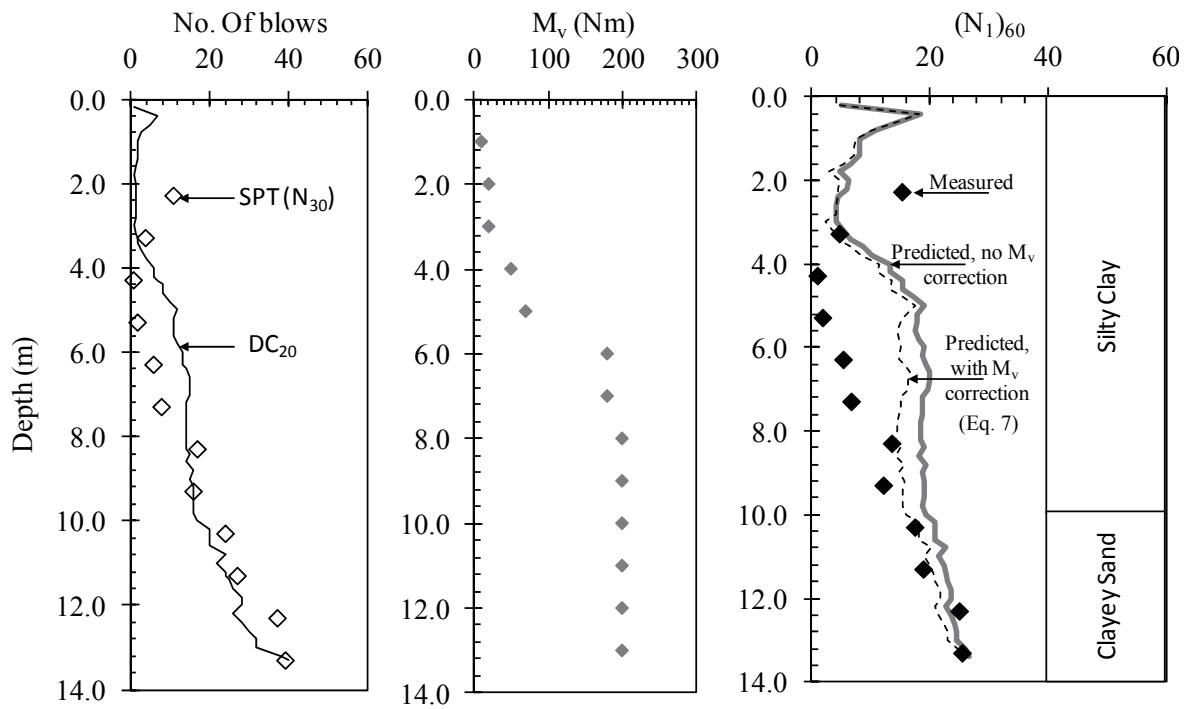 No. Of blows
0 20 40 60
0.0
2.0
4.0
6.0
8.0
10.0
12.0
14.0
Depth (m)
SPT (N30)
DC20
Mv (Nm)
0 100 200 300
0.0
2.0
4.0
6.0
8.0
10.0
12.0
14.0
(N1)60
0 20 40 60
0.0
2.0
4.0
6.0
8.0
10.0
12.0
14.0
Measured
Predicted, no Mv
correction
Predicted,
with Mv
correction
(Eq. 7)
Silty Clay
Clayey Sand